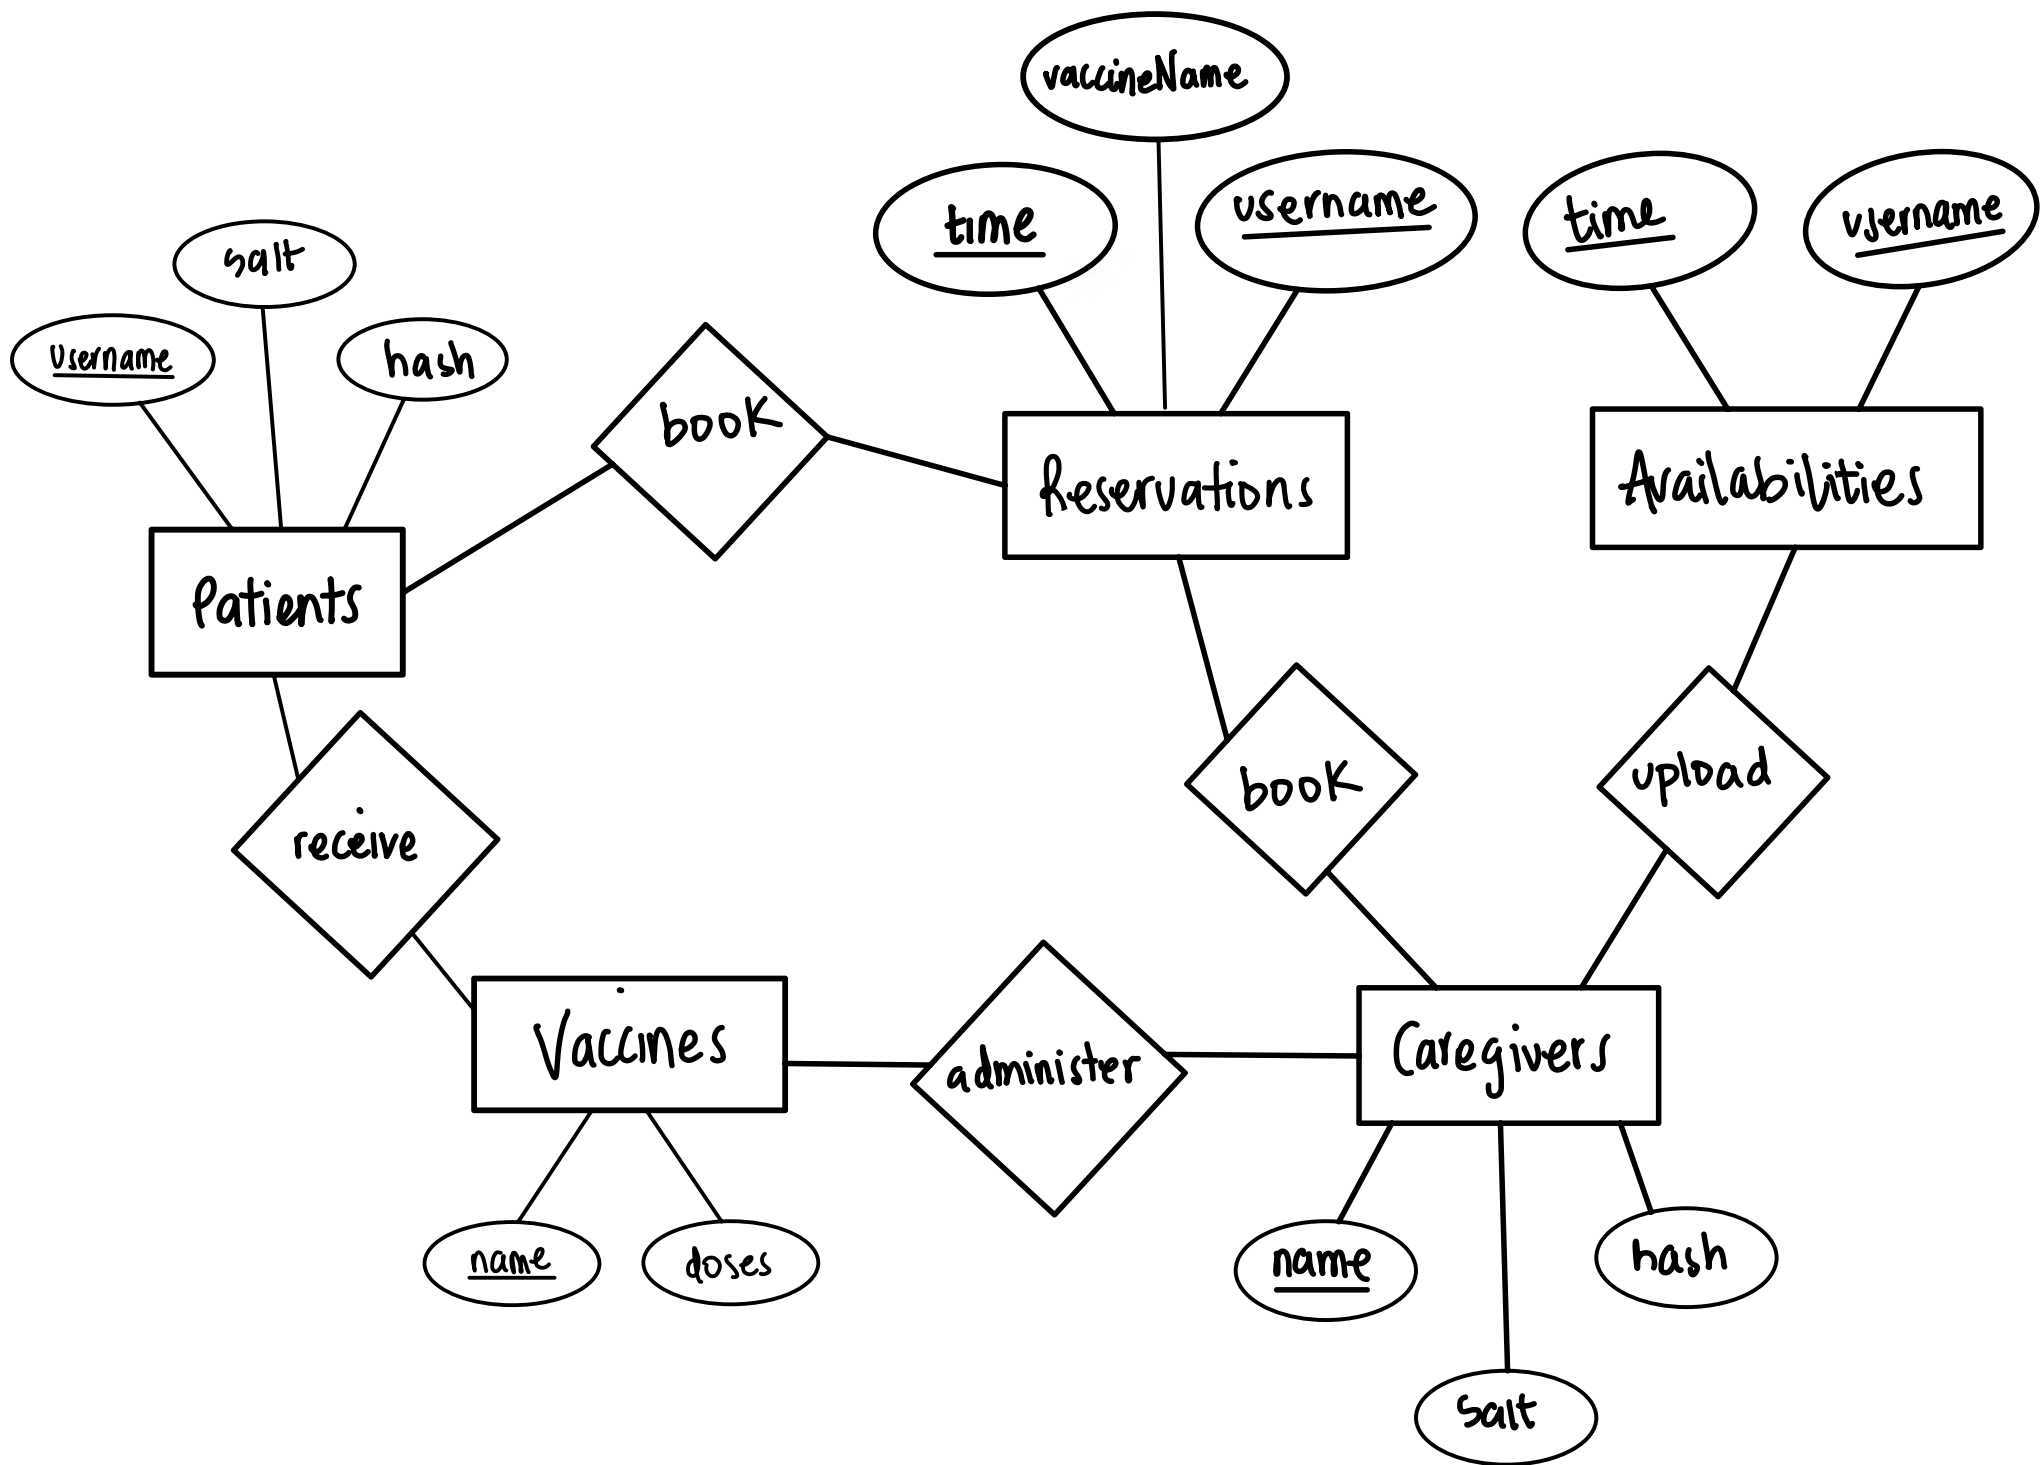 vaccineName
time
username
time
username
salt
username
hash
book
Reservations
Availabilities
Patients
receive
book
upload
Vaccines
administer
Caregivers
name
doses
name
hash
salt